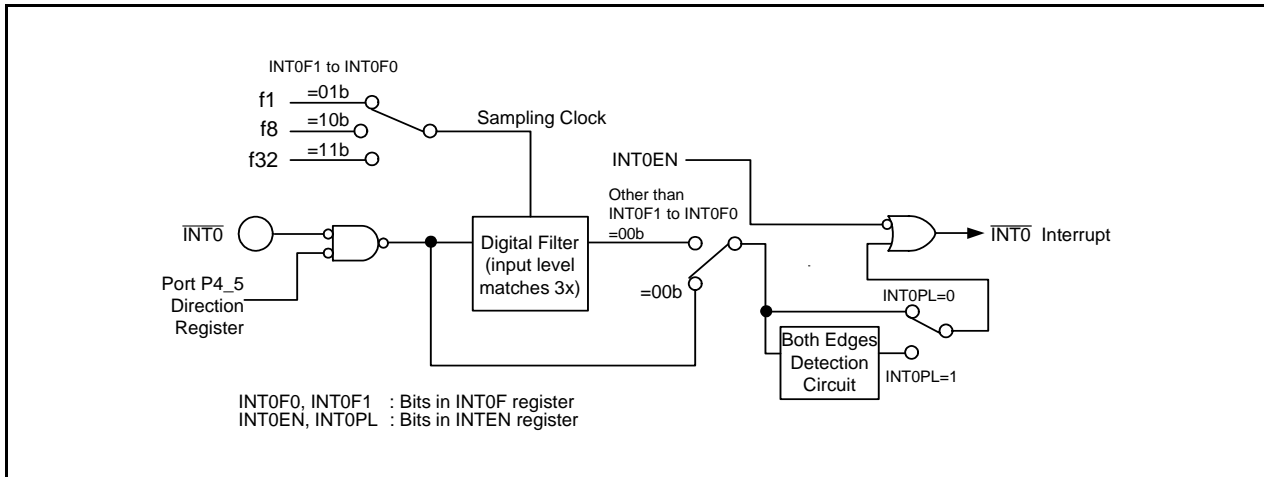 INT0F1 to INT0F0
f1
=01b
f8
=10b
f32
=11b
Sampling Clock
INT0EN
Other than
INT0F1 to INT0F0
=00b
INT0
Digital Filter
(input level
matches 3x)
=00b
INT0 Interrupt
Port P4_5
Direction
Register
INT0PL=0
Both Edges
Detection
Circuit
INT0PL=1
INT0F0, INT0F1 : Bits in INT0F register
INT0EN, INT0PL : Bits in INTEN register